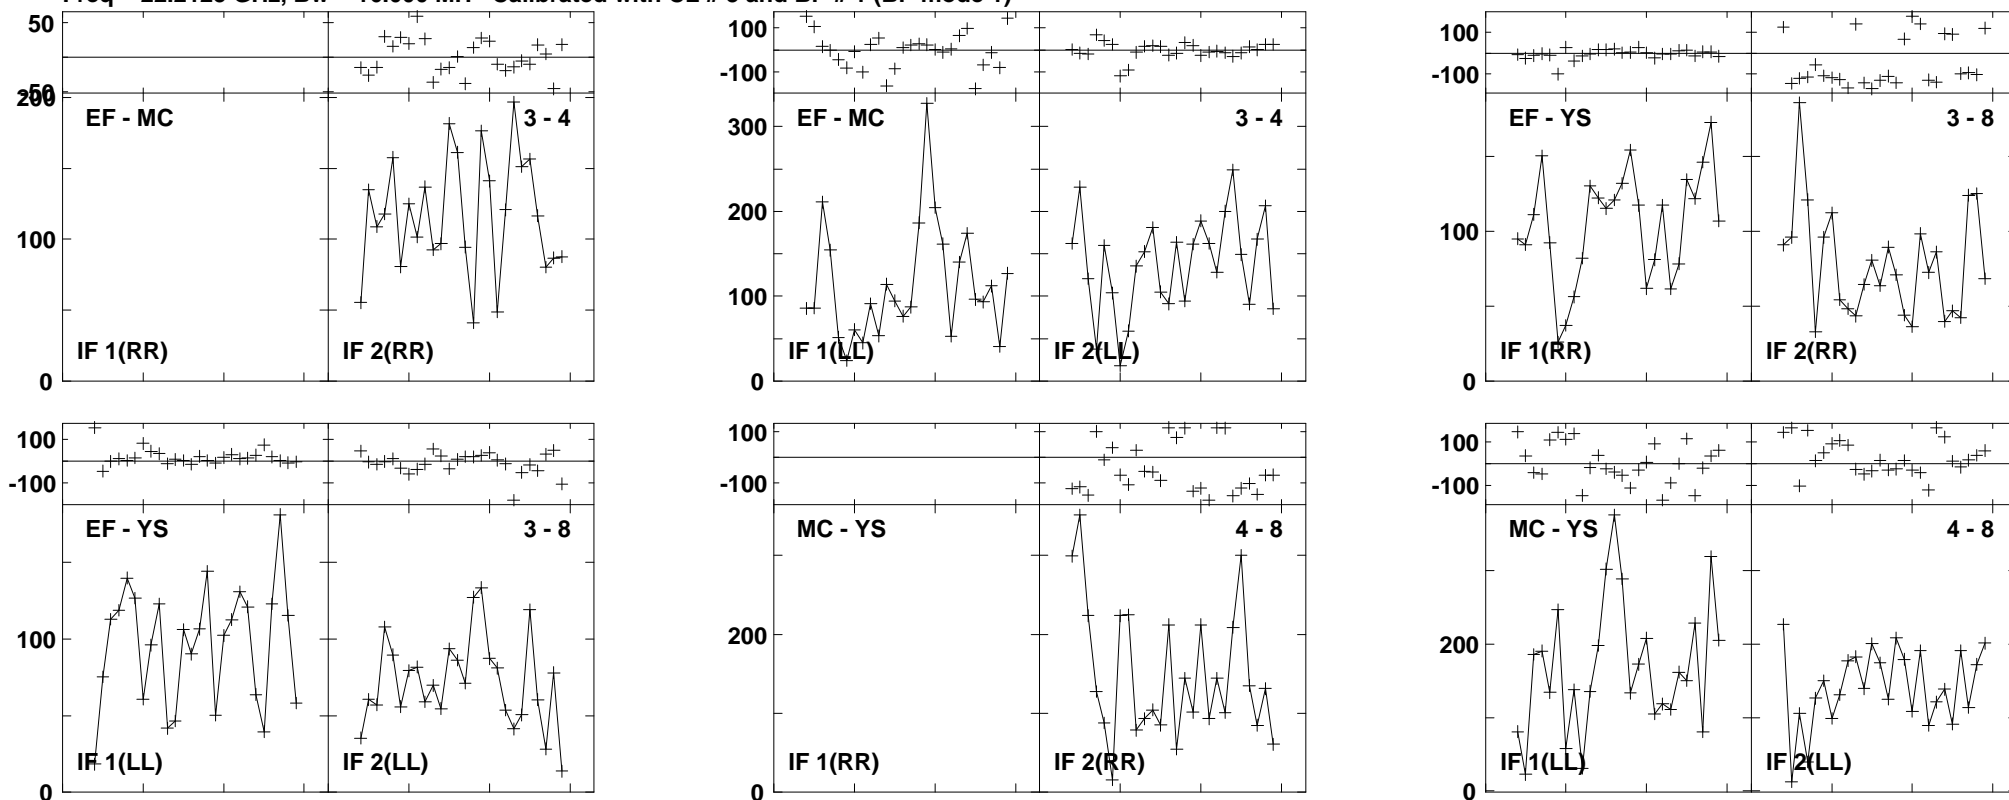 50
-50
200
100
0
EF - MC
3 - 4
IF 1(RR)
IF 2(RR)
100
-100
300
200
100
0
EF - MC
3 - 4
IF 1(LL)
IF 2(LL)
100
-100
100
0
EF - YS
3 - 8
IF 1(RR)
IF 2(RR)
100
-100
100
0
EF - YS
3 - 8
IF 1(LL)
IF 2(LL)
100
-100
200
0
MC - YS
4 - 8
IF 1(RR)
IF 2(RR)
100
-100
200
0
MC - YS
4 - 8
IF 1(LL)
IF 2(LL)